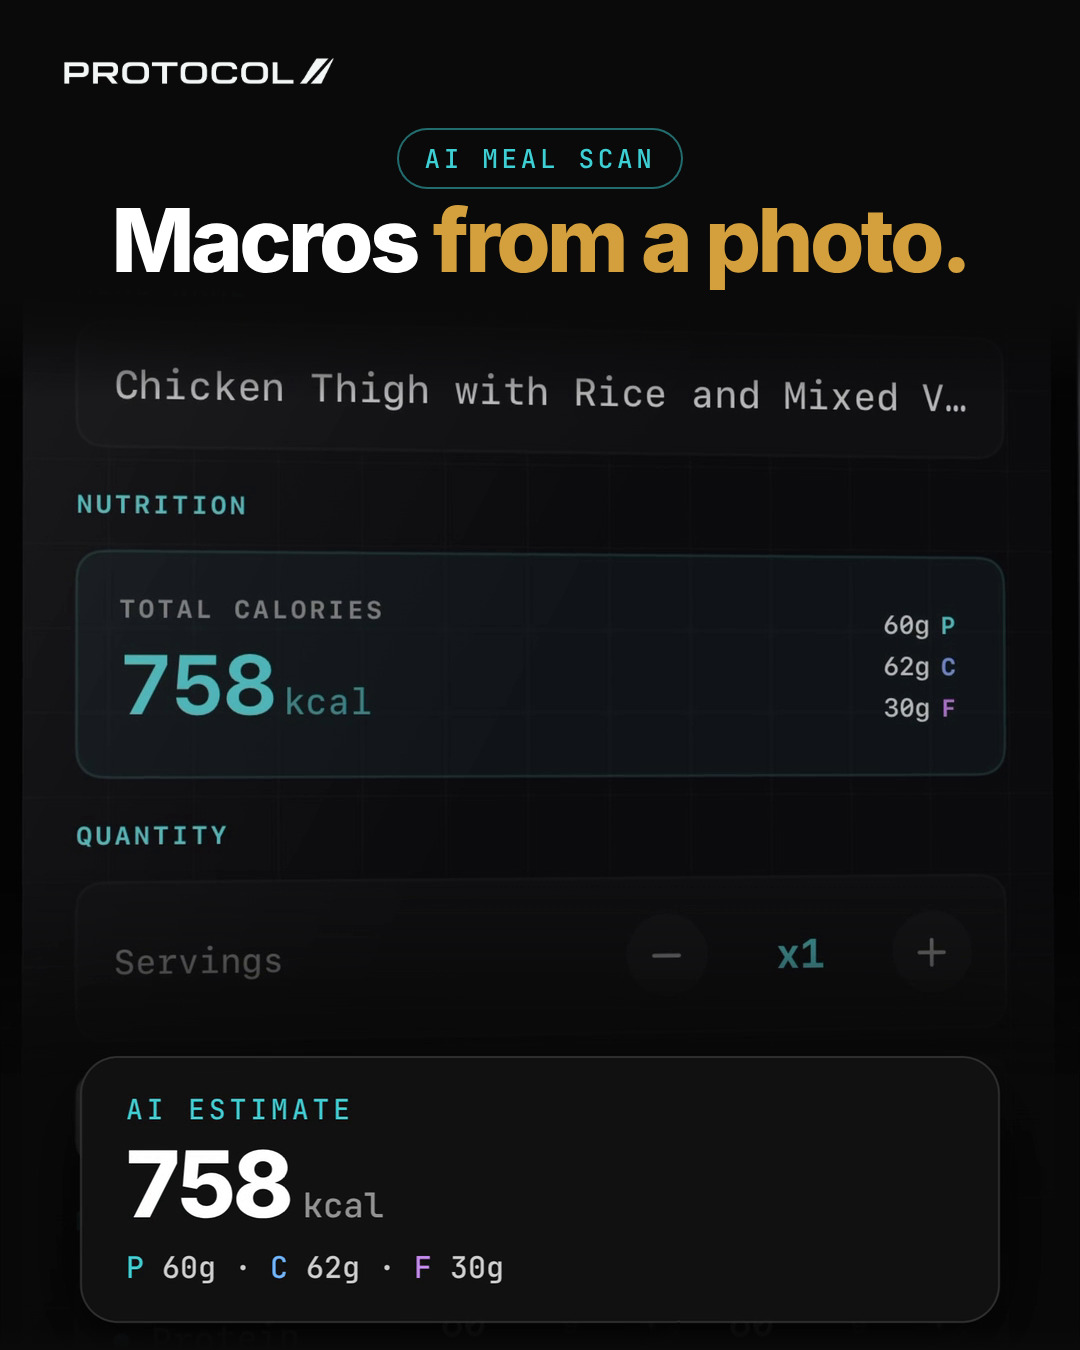 PROTOCOL
AI MEAL SCAN
Macros from a photo.
Chicken Thigh with Rice and Mixed V…
NUTRITION
TOTAL CALORIES
758 kcal
60g P
62g C
30g F
QUANTITY
Servings − x1 +
AI ESTIMATE
758 kcal
P 60g · C 62g · F 30g